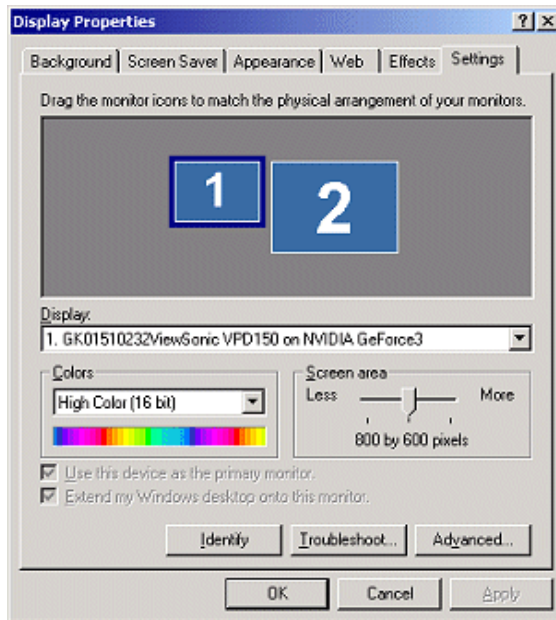 Display Properties
Background Screen Saver Appearance Web Effects Settings
Drag the monitor icons to match the physical arrangement of your monitors.
1 2
Display:
1. GK01510232ViewSonic VPD150 on NVIDIA GeForce3
Colors
High Color (16 bit)
Screen area
Less More
800 by 600 pixels
Use this device as the primary monitor.
Extend my Windows desktop onto this monitor.
Identify Troubleshoot... Advanced...
OK Cancel Apply